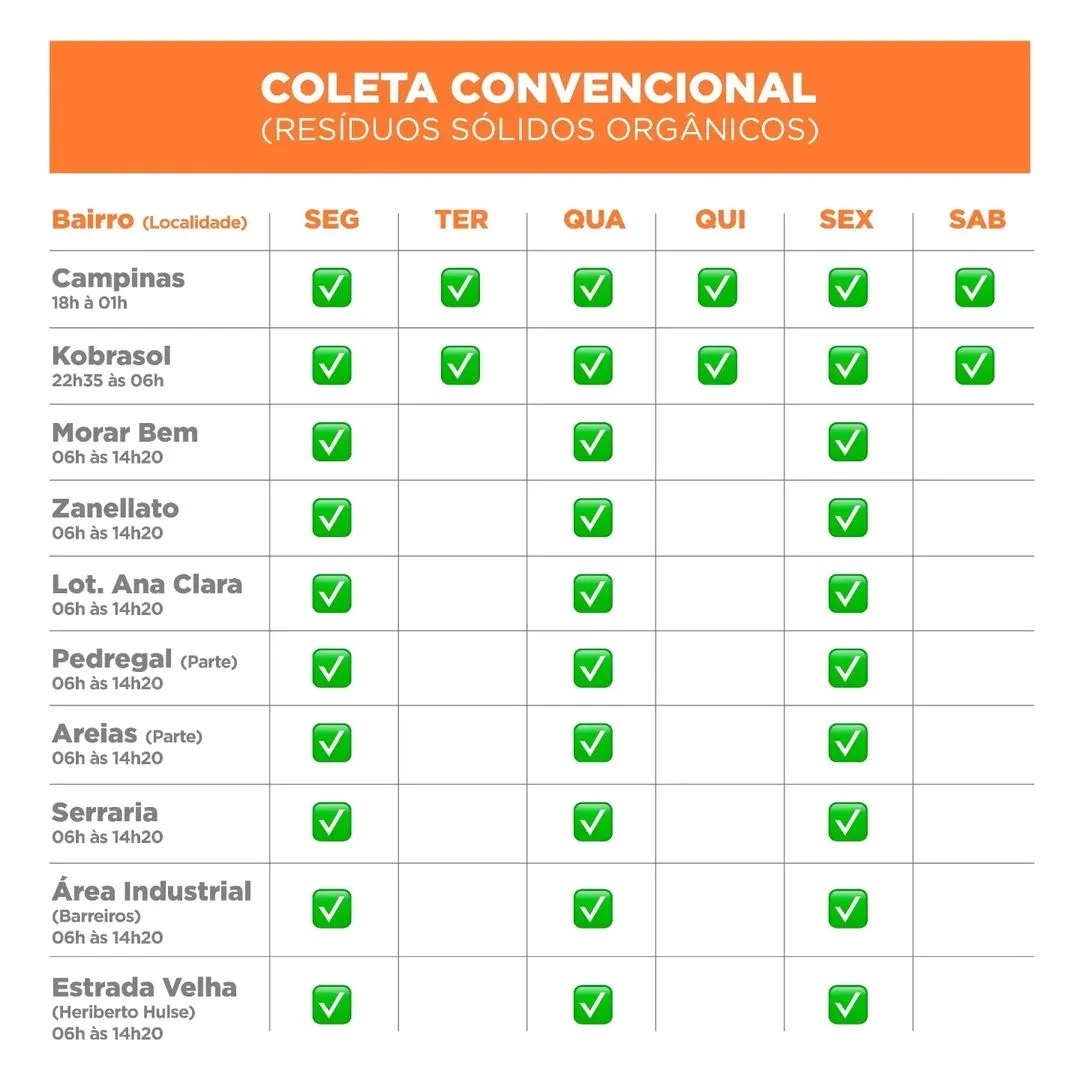 COLETA CONVENCIONAL
(RESÍDUOS SÓLIDOS ORGÂNICOS)
Bairro (Localidade) SEG TER QUA QUI SEX SAB
Campinas
18h à 01h
Kobrasol
22h35 às 06h
Morar Bem
06h às 14h20
Zanellato
06h às 14h20
Lot. Ana Clara
06h às 14h20
Pedregal (Parte)
06h às 14h20
Areias (Parte)
06h às 14h20
Serraria
06h às 14h20
Área Industrial
(Barreiros)
06h às 14h20
Estrada Velha
(Heriberto Hulse)
06h às 14h20